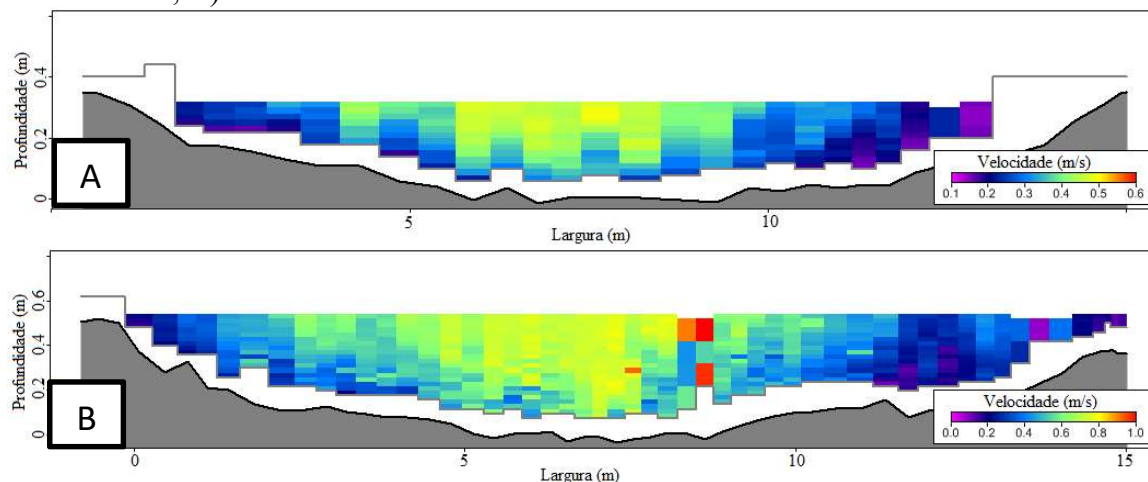 Profundidade (m)
0.4
0.2
0
A
Velocidade (m/s)
0.1 0.2 0.3 0.4 0.5 0.6
5 10
Largura (m)
Profundidade (m)
0.6
0.4
0.2
0
B
Velocidade (m/s)
0.0 0.2 0.4 0.6 0.8 1.0
0 5 10 15
Largura (m)